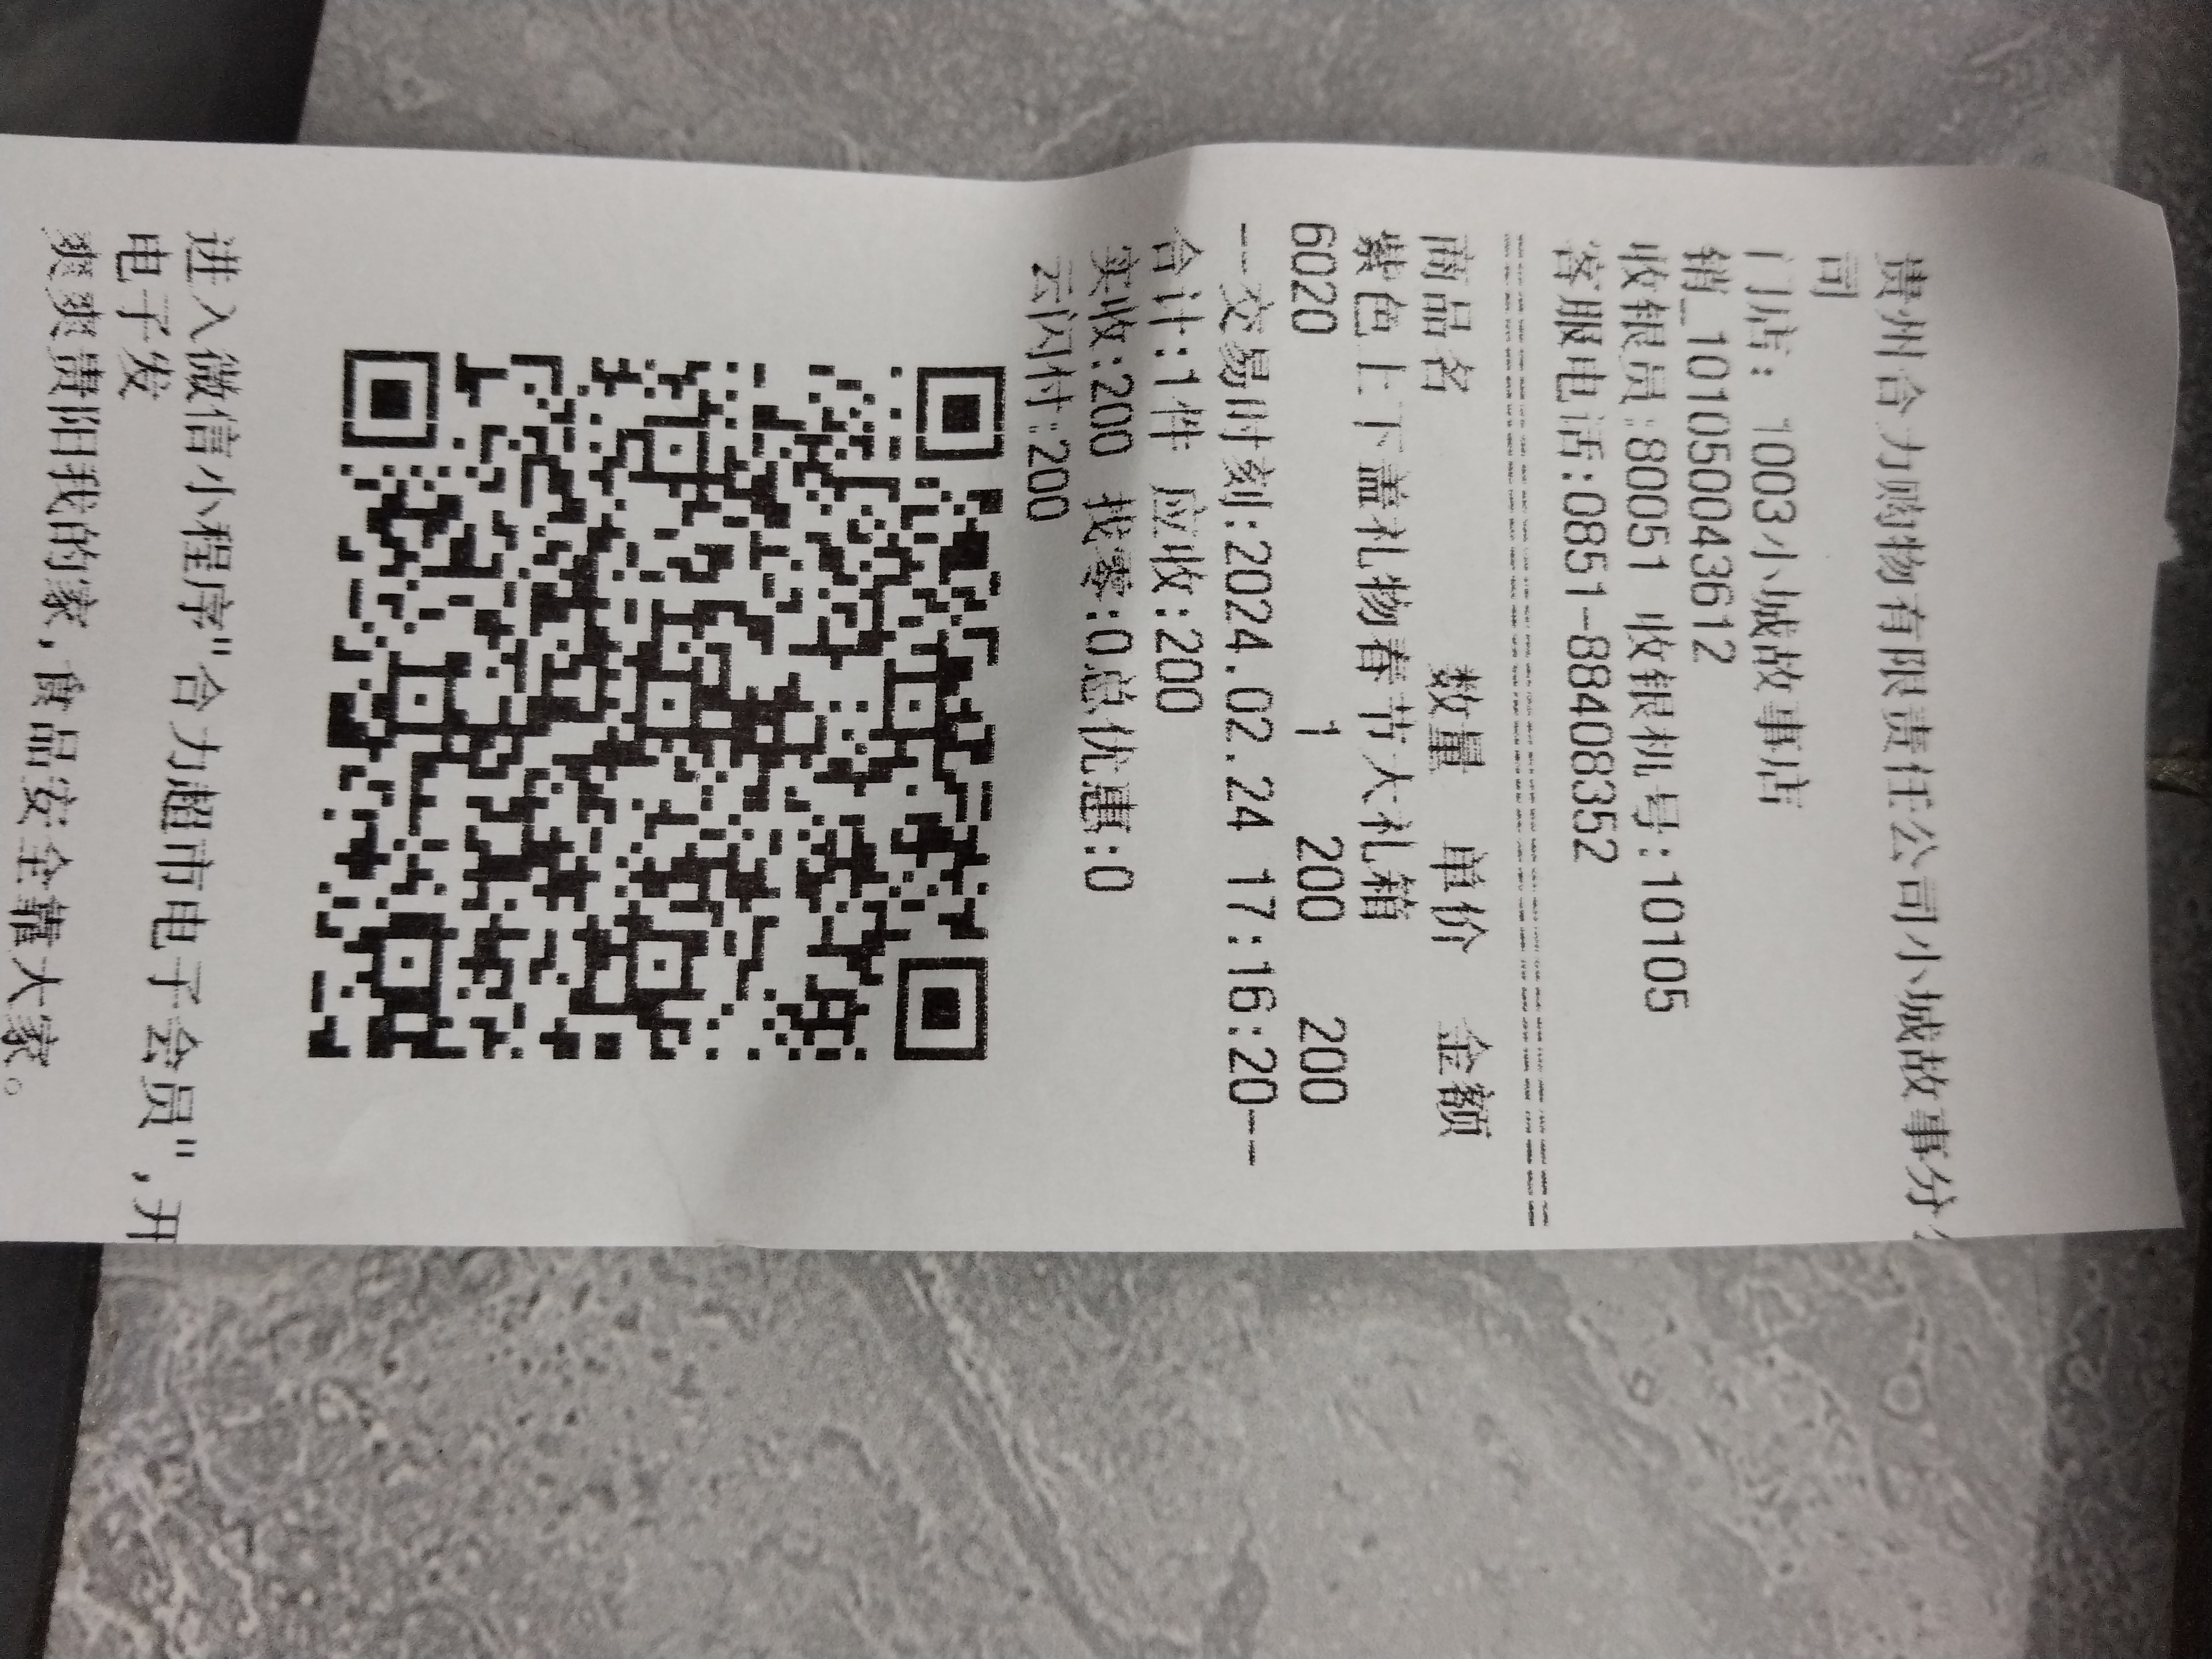 贵州合力购物有限责任公司小城故事分公
司
门店: 1003小城故事店
销_1010500043612
收银员:80051 收银机号:10105
客服电话:0851-88408352
================================
商品名 数量 单价 金额
紫色上下盖礼物春节大礼箱
6020 1 200 200
--交易时刻:2024.02.24 17:16:20--
合计:1件 应收:200
实收:200 找零:0总优惠:0
云闪付:200
进入微信小程序"合力超市电子会员",开
电子发
爽爽贵阳我的家,食品安全靠大家。